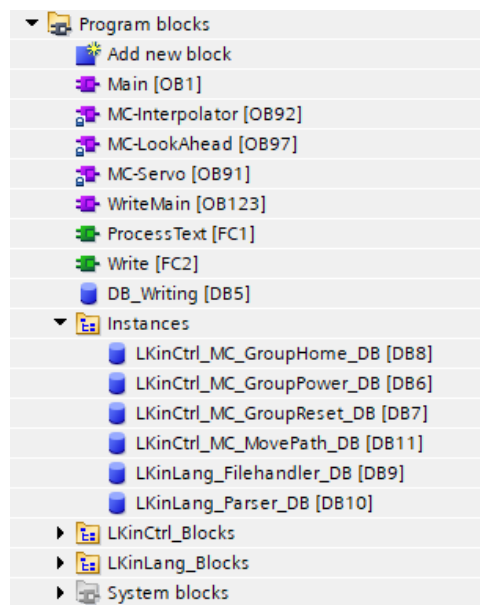 Program blocks
Add new block
Main [OB1]
MC-Interpolator [OB92]
MC-LookAhead [OB97]
MC-Servo [OB91]
WriteMain [OB123]
ProcessText [FC1]
Write [FC2]
DB_Writing [DB5]
Instances
LKinCtrl_MC_GroupHome_DB [DB8]
LKinCtrl_MC_GroupPower_DB [DB6]
LKinCtrl_MC_GroupReset_DB [DB7]
LKinCtrl_MC_MovePath_DB [DB11]
LKinLang_Filehandler_DB [DB9]
LKinLang_Parser_DB [DB10]
LKinCtrl_Blocks
LKinLang_Blocks
System blocks